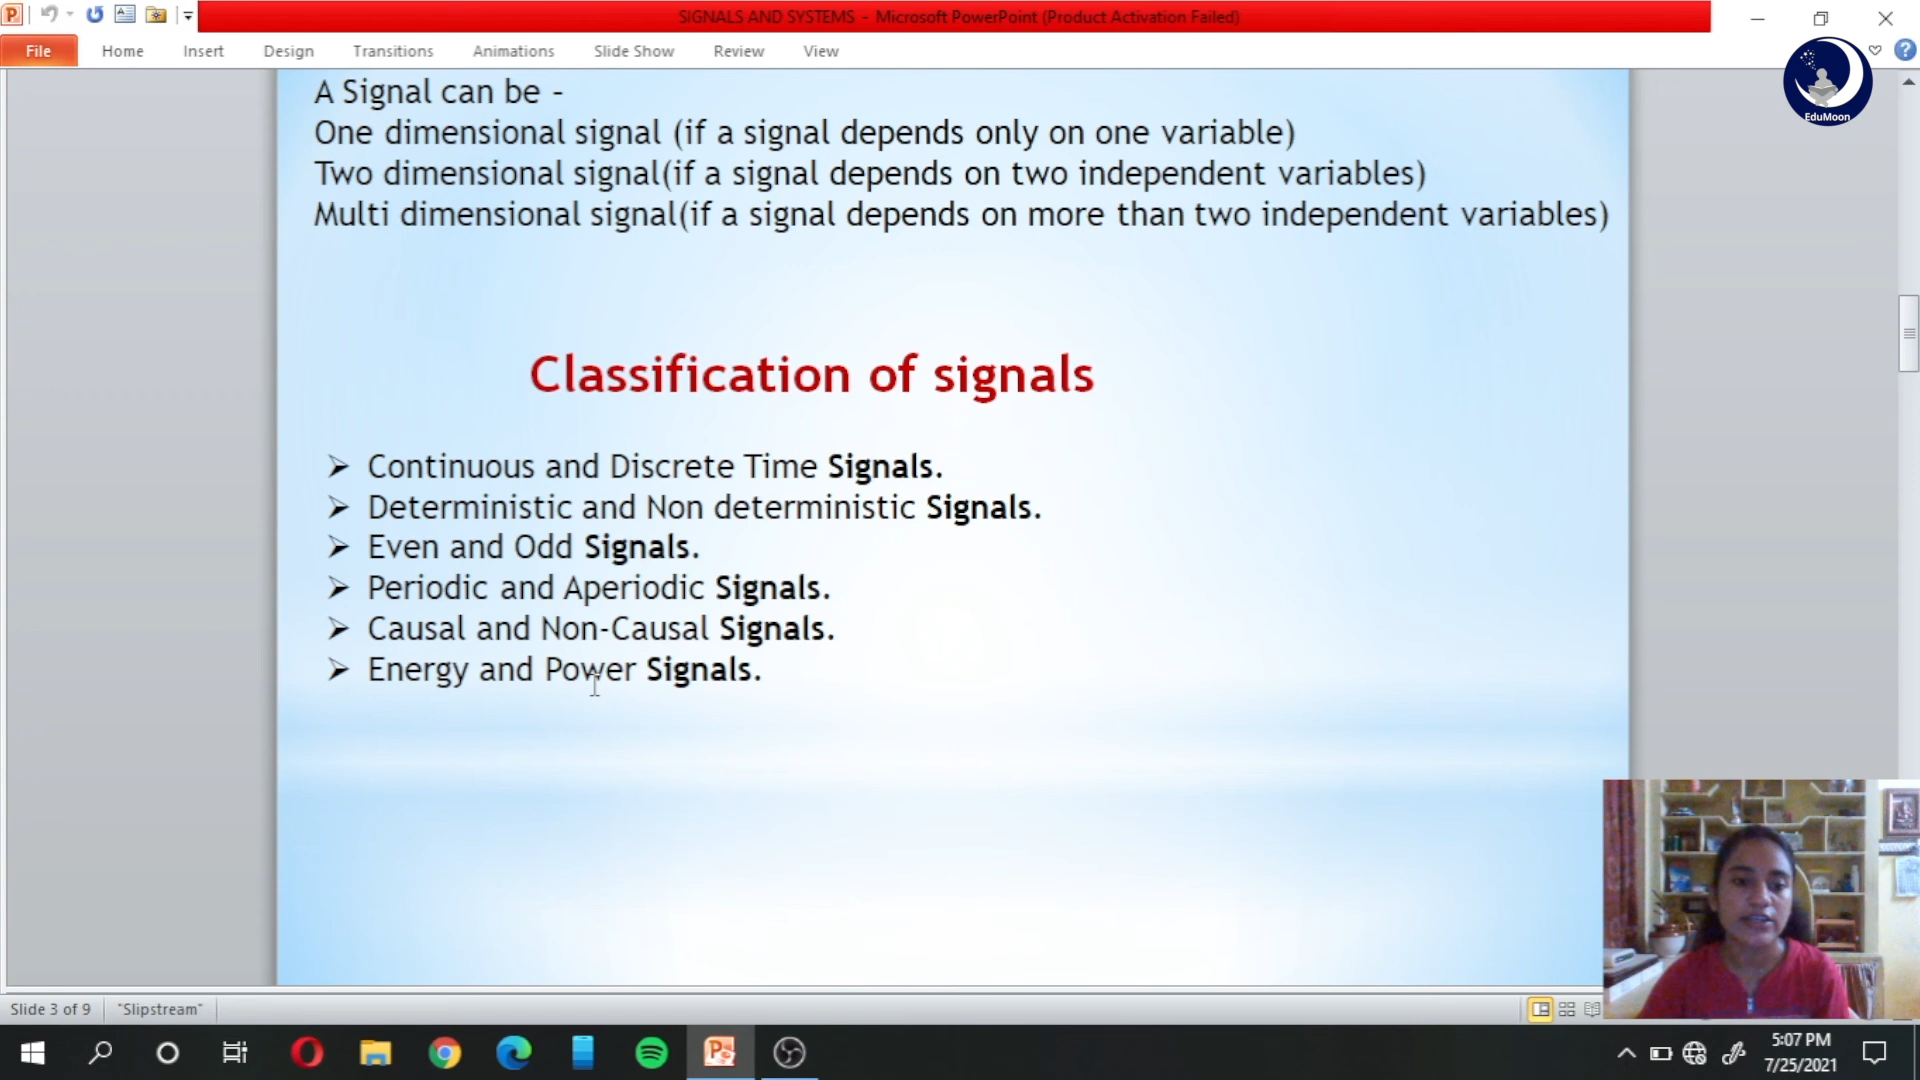 SIGNALS AND SYSTEMS - Microsoft PowerPoint (Product Activation Failed)
File Home Insert Design Transitions Animations Slide Show Review View
EduMoon
A Signal can be -
One dimensional signal (if a signal depends only on one variable)
Two dimensional signal(if a signal depends on two independent variables)
Multi dimensional signal(if a signal depends on more than two independent variables)
Classification of signals
Continuous and Discrete Time Signals.
Deterministic and Non deterministic Signals.
Even and Odd Signals.
Periodic and Aperiodic Signals.
Causal and Non-Causal Signals.
Energy and Power Signals.
Slide 3 of 9 "Slipstream"
5:07 PM
7/25/2021